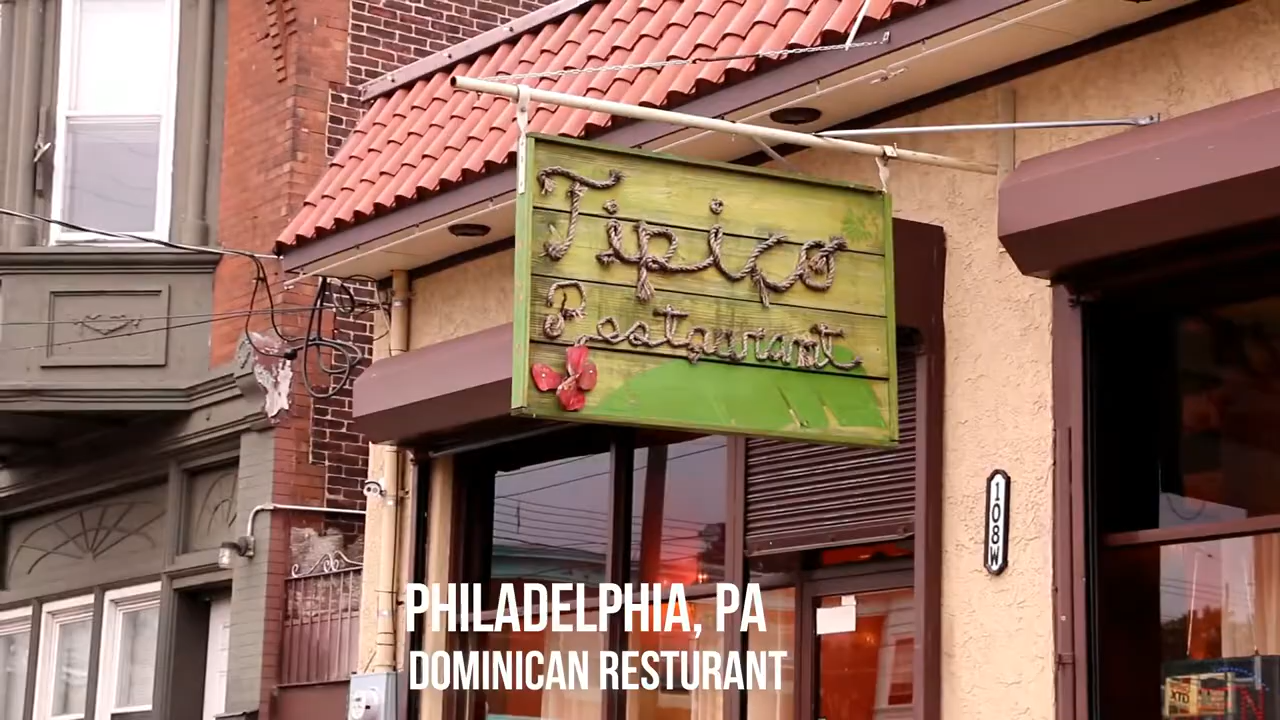 Tipico
Restaurant
108W
PHILADELPHIA, PA
DOMINICAN RESTURANT